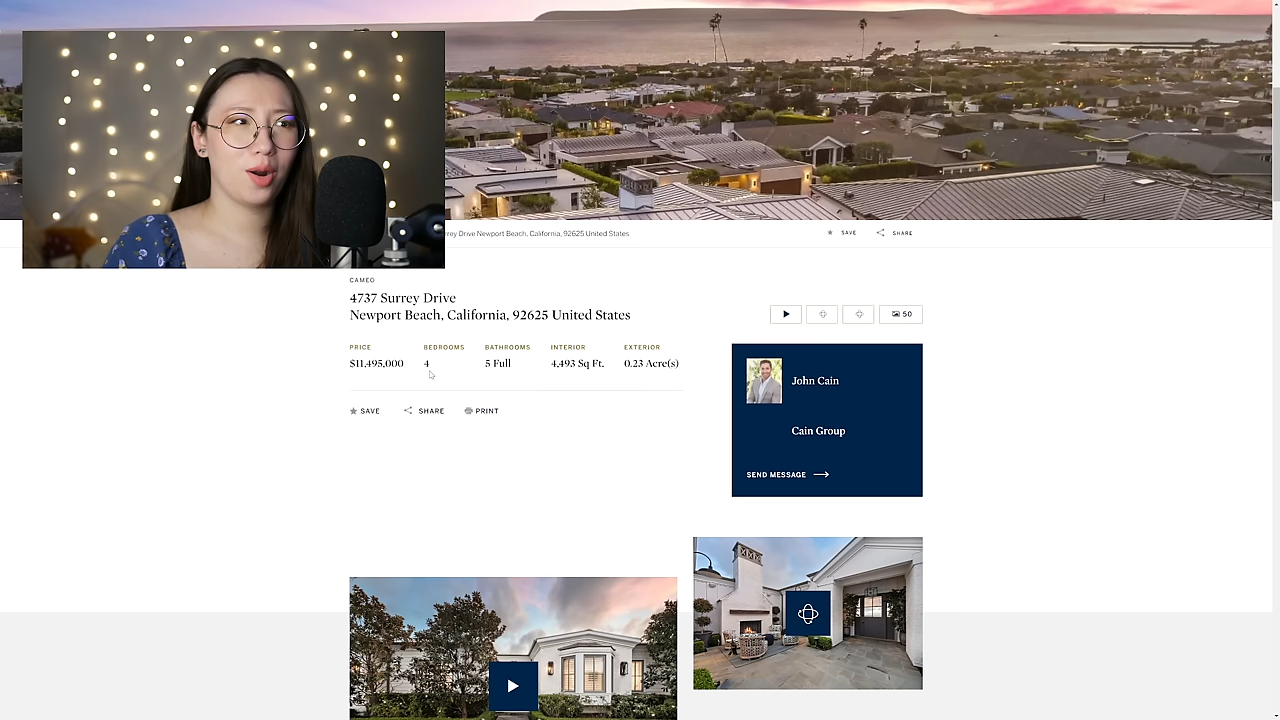 rrey Drive Newport Beach, California, 92625 United States
SAVE
SHARE
CAMEO
4737 Surrey Drive
Newport Beach, California, 92625 United States
50
PRICE
BEDROOMS
BATHROOMS
INTERIOR
EXTERIOR
$11,495,000
4
5 Full
4,493 Sq Ft.
0.23 Acre(s)
SAVE
SHARE
PRINT
John Cain
Cain Group
SEND MESSAGE